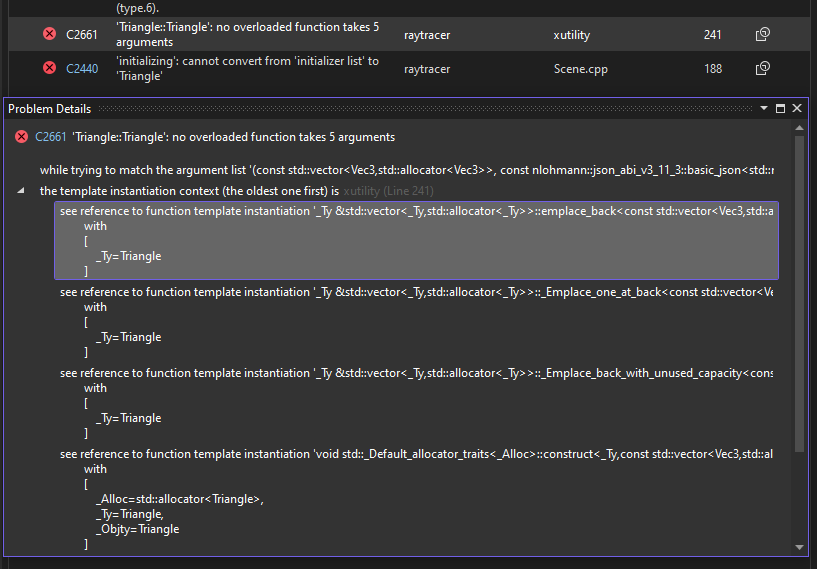 (type.6).
C2661 'Triangle::Triangle': no overloaded function takes 5 arguments raytracer xutility 241
C2440 'initializing': cannot convert from 'initializer list' to 'Triangle' raytracer Scene.cpp 188
Problem Details
C2661 'Triangle::Triangle': no overloaded function takes 5 arguments
while trying to match the argument list '(const std::vector<Vec3,std::allocator<Vec3>>, const nlohmann::json_abi_v3_11_3::basic_json<std::
the template instantiation context (the oldest one first) is xutility (Line 241)
see reference to function template instantiation '_Ty &std::vector<_Ty,std::allocator<_Ty>>::emplace_back<const std::vector<Vec3,std::a
with
[
_Ty=Triangle
]
see reference to function template instantiation '_Ty &std::vector<_Ty,std::allocator<_Ty>>::_Emplace_one_at_back<const std::vector<Ve
with
[
_Ty=Triangle
]
see reference to function template instantiation '_Ty &std::vector<_Ty,std::allocator<_Ty>>::_Emplace_back_with_unused_capacity<cons
with
[
_Ty=Triangle
]
see reference to function template instantiation 'void std::_Default_allocator_traits<_Alloc>::construct<_Ty,const std::vector<Vec3,std::al
with
[
_Alloc=std::allocator<Triangle>,
_Ty=Triangle,
_Objty=Triangle
]